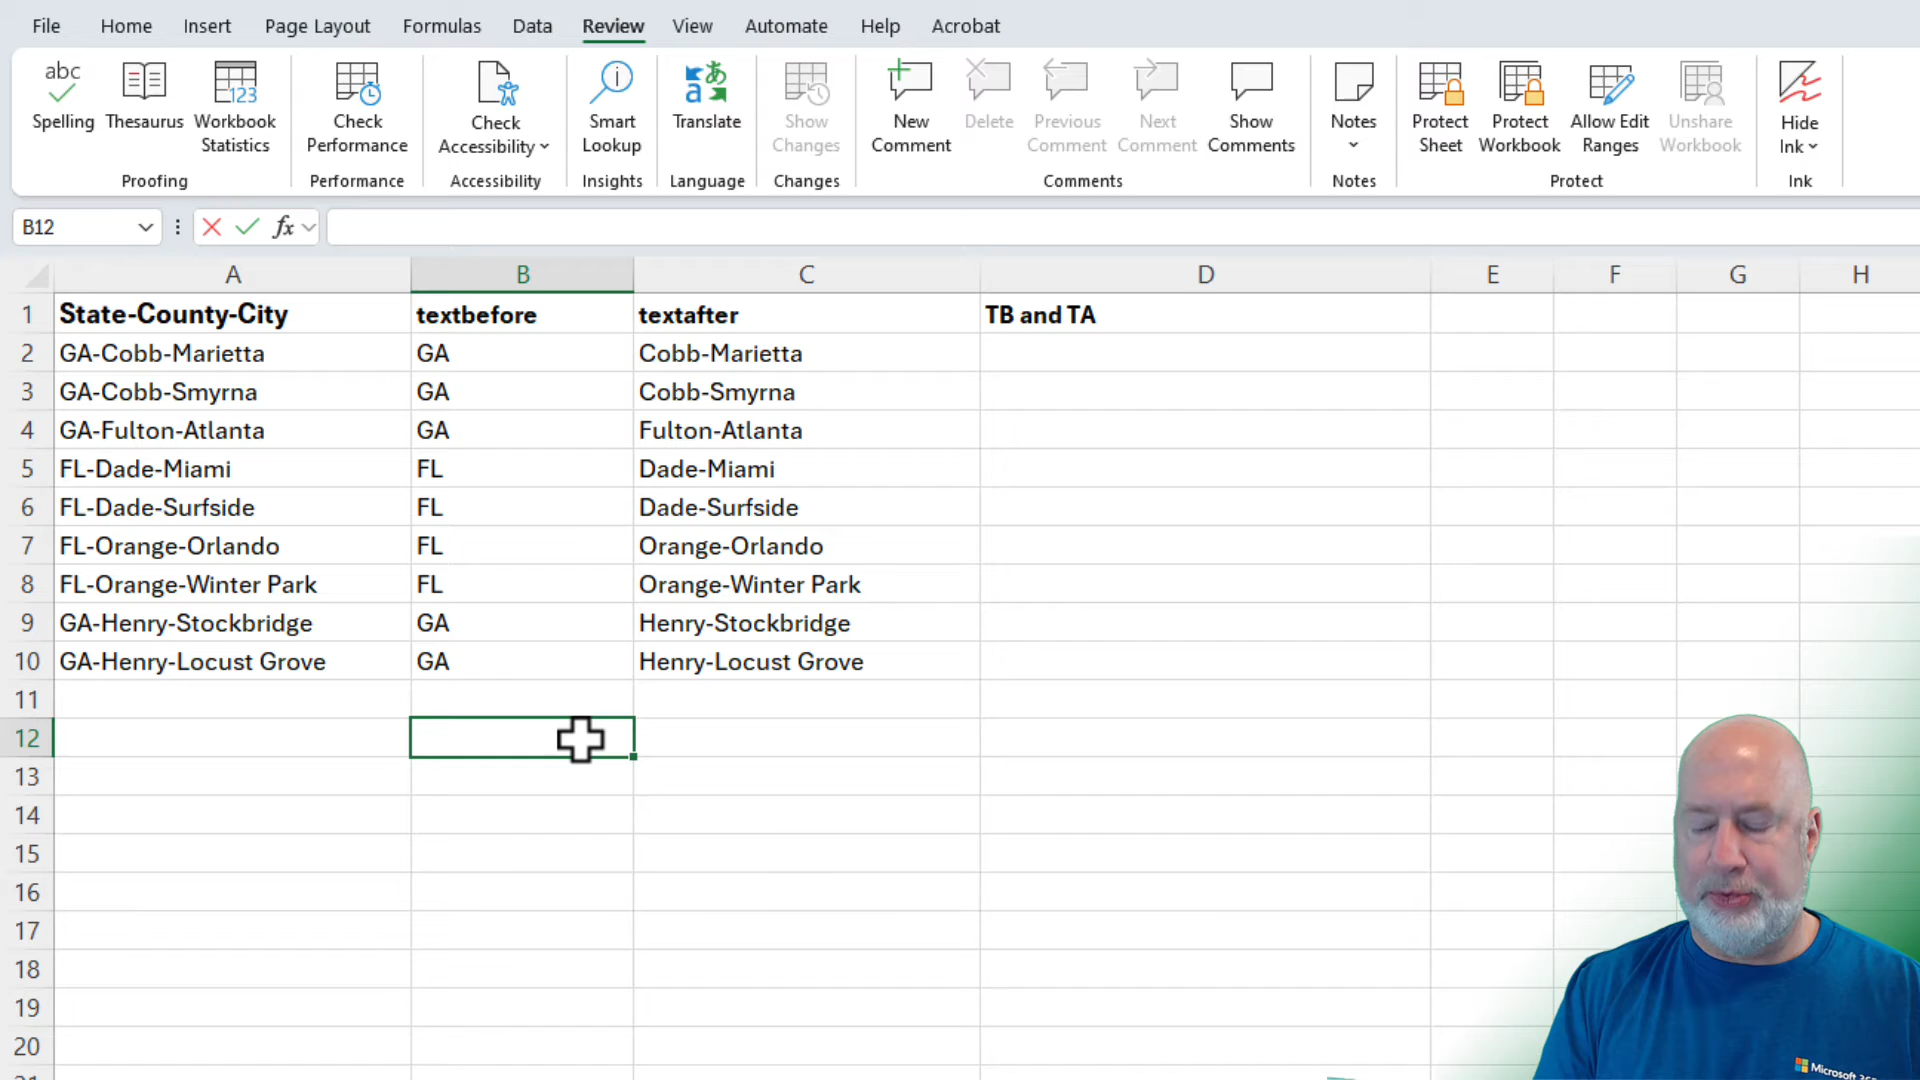 File Home Insert Page Layout Formulas Data Review View Automate Help Acrobat
abc
Spelling Thesaurus Workbook Statistics Check Performance Check Accessibility Smart Lookup Translate Show Changes New Comment Delete Previous Comment Next Comment Show Comments Notes Protect Sheet Protect Workbook Allow Edit Ranges Unshare Workbook Hide Ink
Proofing Performance Accessibility Insights Language Changes Comments Notes Protect Ink
B12 fx
A B C D E F G H
1 State-County-City textbefore textafter TB and TA
2 GA-Cobb-Marietta GA Cobb-Marietta
3 GA-Cobb-Smyrna GA Cobb-Smyrna
4 GA-Fulton-Atlanta GA Fulton-Atlanta
5 FL-Dade-Miami FL Dade-Miami
6 FL-Dade-Surfside FL Dade-Surfside
7 FL-Orange-Orlando FL Orange-Orlando
8 FL-Orange-Winter Park FL Orange-Winter Park
9 GA-Henry-Stockbridge GA Henry-Stockbridge
10 GA-Henry-Locust Grove GA Henry-Locust Grove
11
12
13
14
15
16
17
18
19
20
Microsoft